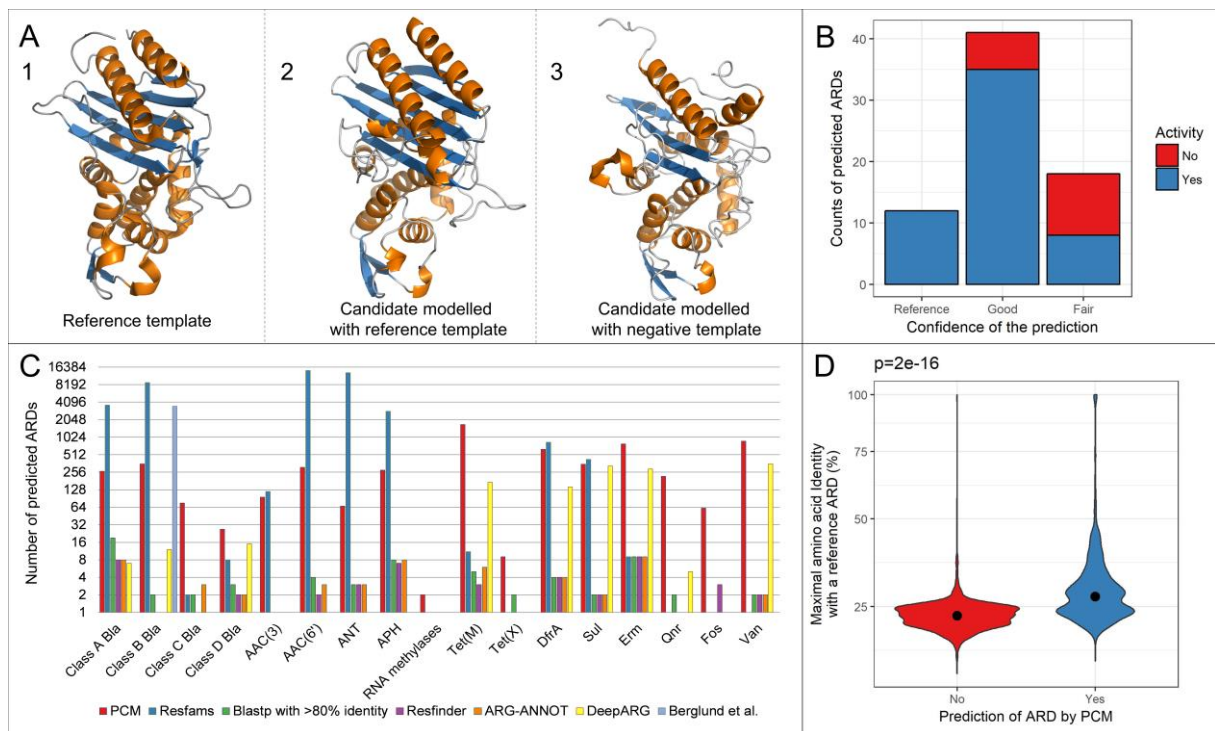 A
1
2
3
Reference template
Candidate modelled
with reference template
Candidate modelled
with negative template
B
Counts of predicted ARDs
40
30
20
10
0
Reference
Good
Fair
Confidence of the prediction
Activity
No
Yes
C
Number of predicted ARDs
16384
8192
4096
2048
1024
512
256
128
64
32
16
8
4
2
1
Class A Bla
Class B Bla
Class C Bla
Class D Bla
AAC(3)
AAC(6')
ANT
APH
RNA methylases
Tet(M)
Tet(X)
DfrA
Sul
Erm
Qnr
Fos
Van
PCM
Resfams
Blastp with >80% identity
Resfinder
ARG-ANNOT
DeepARG
Berglund et al.
D
p=2e-16
Maximal amino acid identity
with a reference ARD (%)
100
75
50
25
No
Yes
Prediction of ARD by PCM